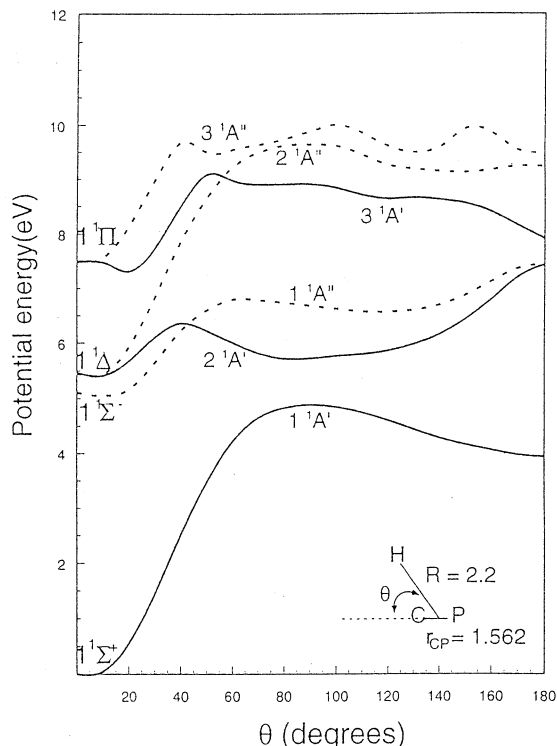 12
10
8
6
4
2
Potential energy(eV)
3 ¹A"
2 ¹A"
1 ¹Π
3 ¹A'
1 ¹A"
1 ¹Δ
2 ¹A'
1 ¹Σ⁻
1 ¹A'
H
R = 2.2
θ
C
P
r_CP = 1.562
1 ¹Σ⁺
20 40 60 80 100 120 140 160 180
θ (degrees)